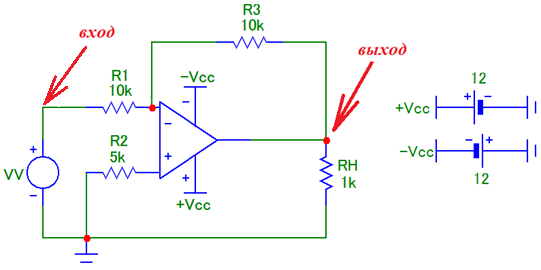 R3
10k
вход
выход
-Vcc
R1
10k
-
12
+ -
+Vcc
R2
5k
-
+
+
VV
-
RH
1k
+
+Vcc
-Vcc
- +
12